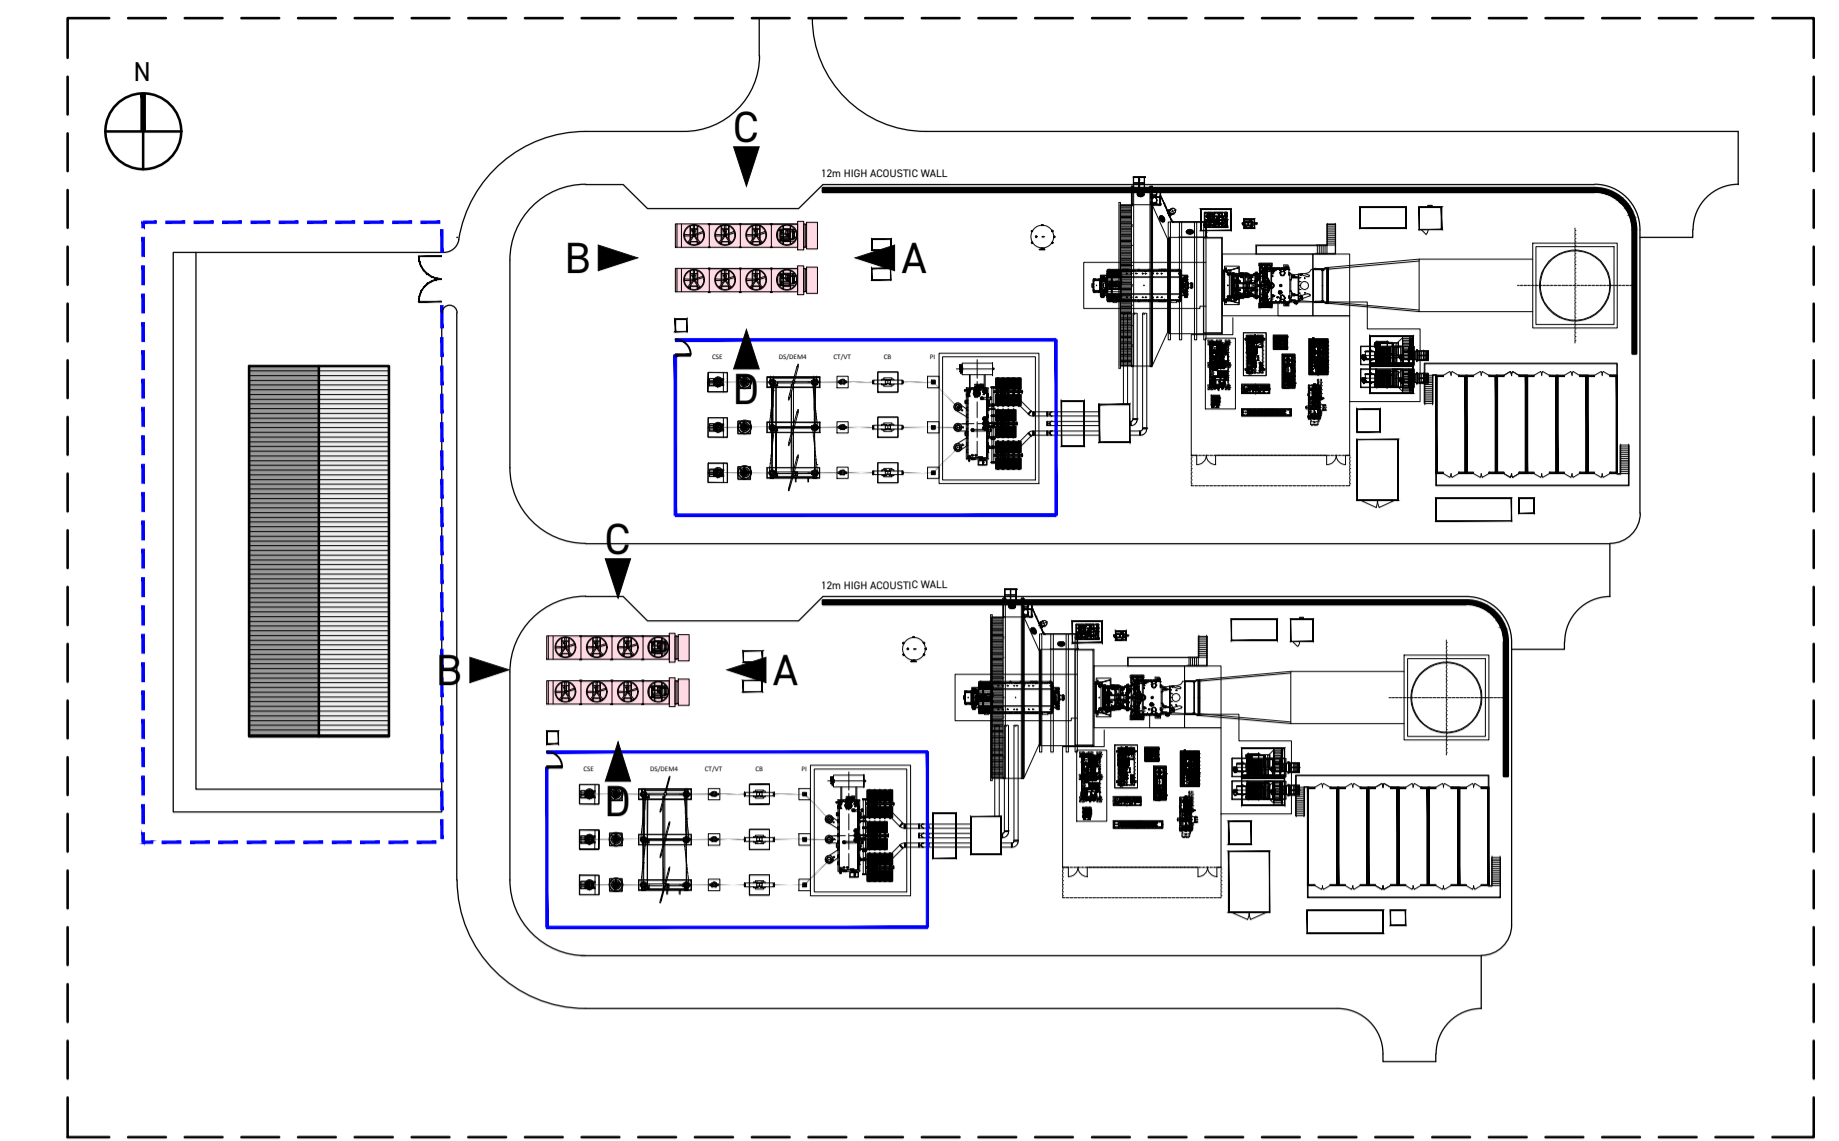 N
C
12m HIGH ACOUSTIC WALL
B
A
CSE
DS/DEM4
CT/VT
CB
PI
D
C
12m HIGH ACOUSTIC WALL
B
A
CSE
DS/DEM4
CT/VT
CB
PI
D